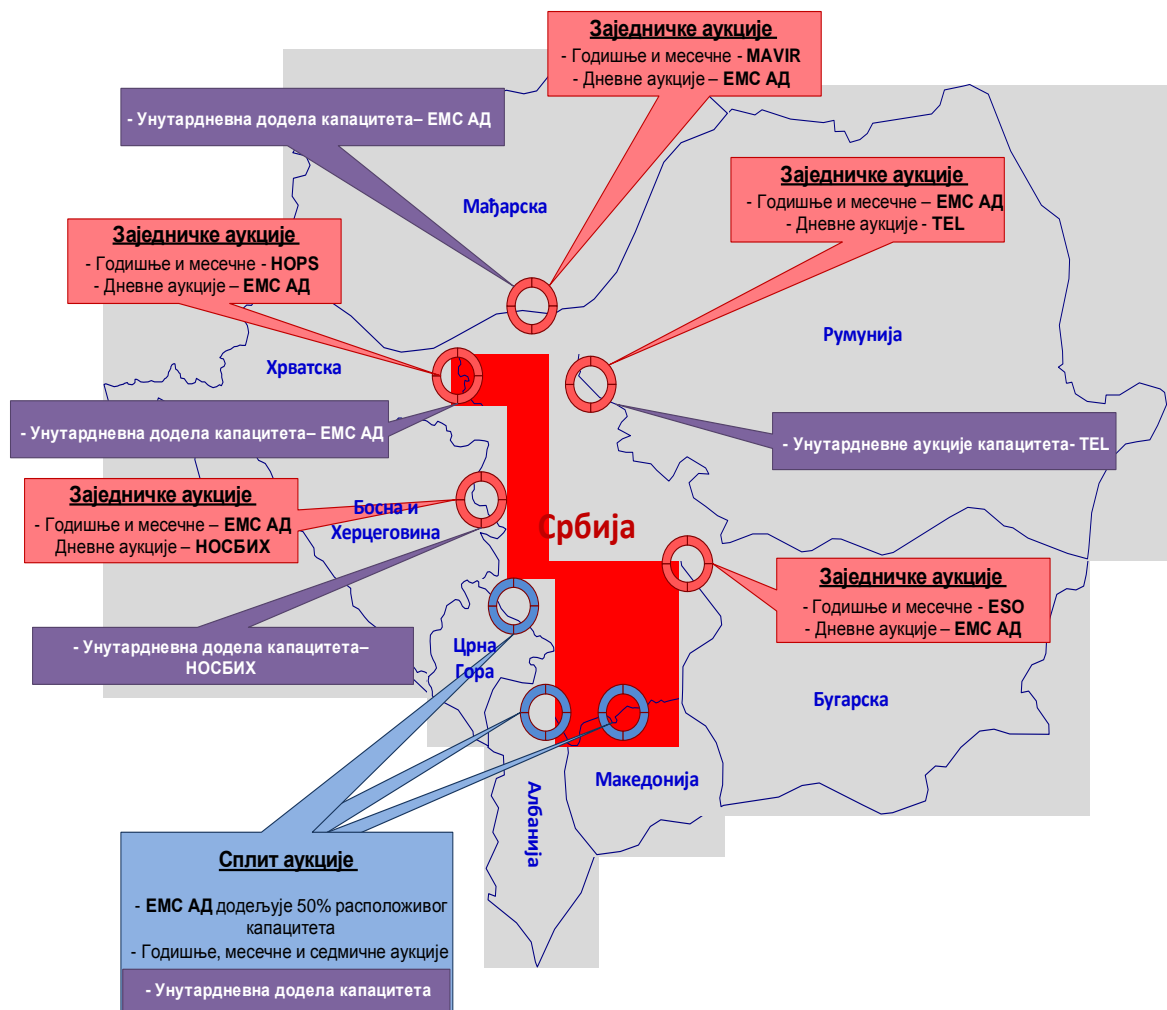 Заједничке аукције
- Годишње и месечне - MAVIR
- Дневне аукције – ЕМС АД
- Унутардневна додела капацитета– ЕМС АД
Заједничке аукције
- Годишње и месечне – ЕМС АД
- Дневне аукције - TEL
Мађарска
Заједничке аукције
- Годишње и месечне - HOPS
- Дневне аукције – ЕМС АД
Румунија
Хрватска
- Унутардневна додела капацитета– ЕМС АД
- Унутардневне аукције капацитета- TEL
Заједничке аукције
- Годишње и месечне – ЕМС АД
Дневне аукције – НОСБИХ
Босна и
Херцеговина
Србија
Заједничке аукције
- Годишње и месечне - ESO
- Дневне аукције – ЕМС АД
- Унутардневна додела капацитета–
НОСБИХ
Црна
Гора
Бугарска
Македонија
Албанија
Сплит аукције
- ЕМС АД додељује 50% расположивог
капацитета
- Годишње, месечне и седмичне аукције
- Унутардневна додела капацитета